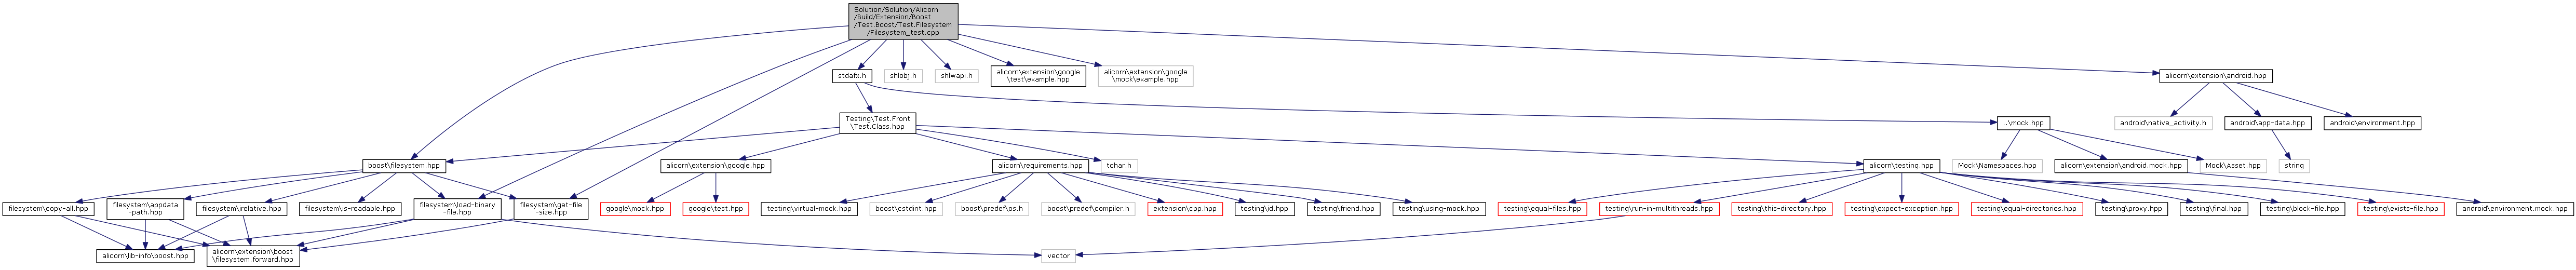 Solution/Solution/Alicorn
/Build/Extension/Boost
/Test.Boost/Test.Filesystem
/Filesystem_test.cpp
stdafx.h
shlobj.h
shlwapi.h
alicorn\extension\google
\test\example.hpp
alicorn\extension\google
\mock\example.hpp
alicorn\extension\android.hpp
Testing\Test.Front
\Test.Class.hpp
..\mock.hpp
android\native_activity.h
android\app-data.hpp
android\environment.hpp
boost\filesystem.hpp
alicorn\extension\google.hpp
alicorn\requirements.hpp
tchar.h
alicorn\testing.hpp
Mock\Namespaces.hpp
alicorn\extension\android.mock.hpp
Mock\Asset.hpp
string
filesystem\copy-all.hpp
filesystem\appdata
-path.hpp
filesystem\relative.hpp
filesystem\is-readable.hpp
filesystem\load-binary
-file.hpp
filesystem\get-file
-size.hpp
google\mock.hpp
google\test.hpp
testing\virtual-mock.hpp
boost\cstdint.hpp
boost\predef\os.h
boost\predef\compiler.h
extension\cpp.hpp
testing\id.hpp
testing\friend.hpp
testing\using-mock.hpp
testing\equal-files.hpp
testing\run-in-multithreads.hpp
testing\this-directory.hpp
testing\expect-exception.hpp
testing\equal-directories.hpp
testing\proxy.hpp
testing\final.hpp
testing\block-file.hpp
testing\exists-file.hpp
android\environment.mock.hpp
alicorn\lib-info\boost.hpp
alicorn\extension\boost
\filesystem.forward.hpp
vector